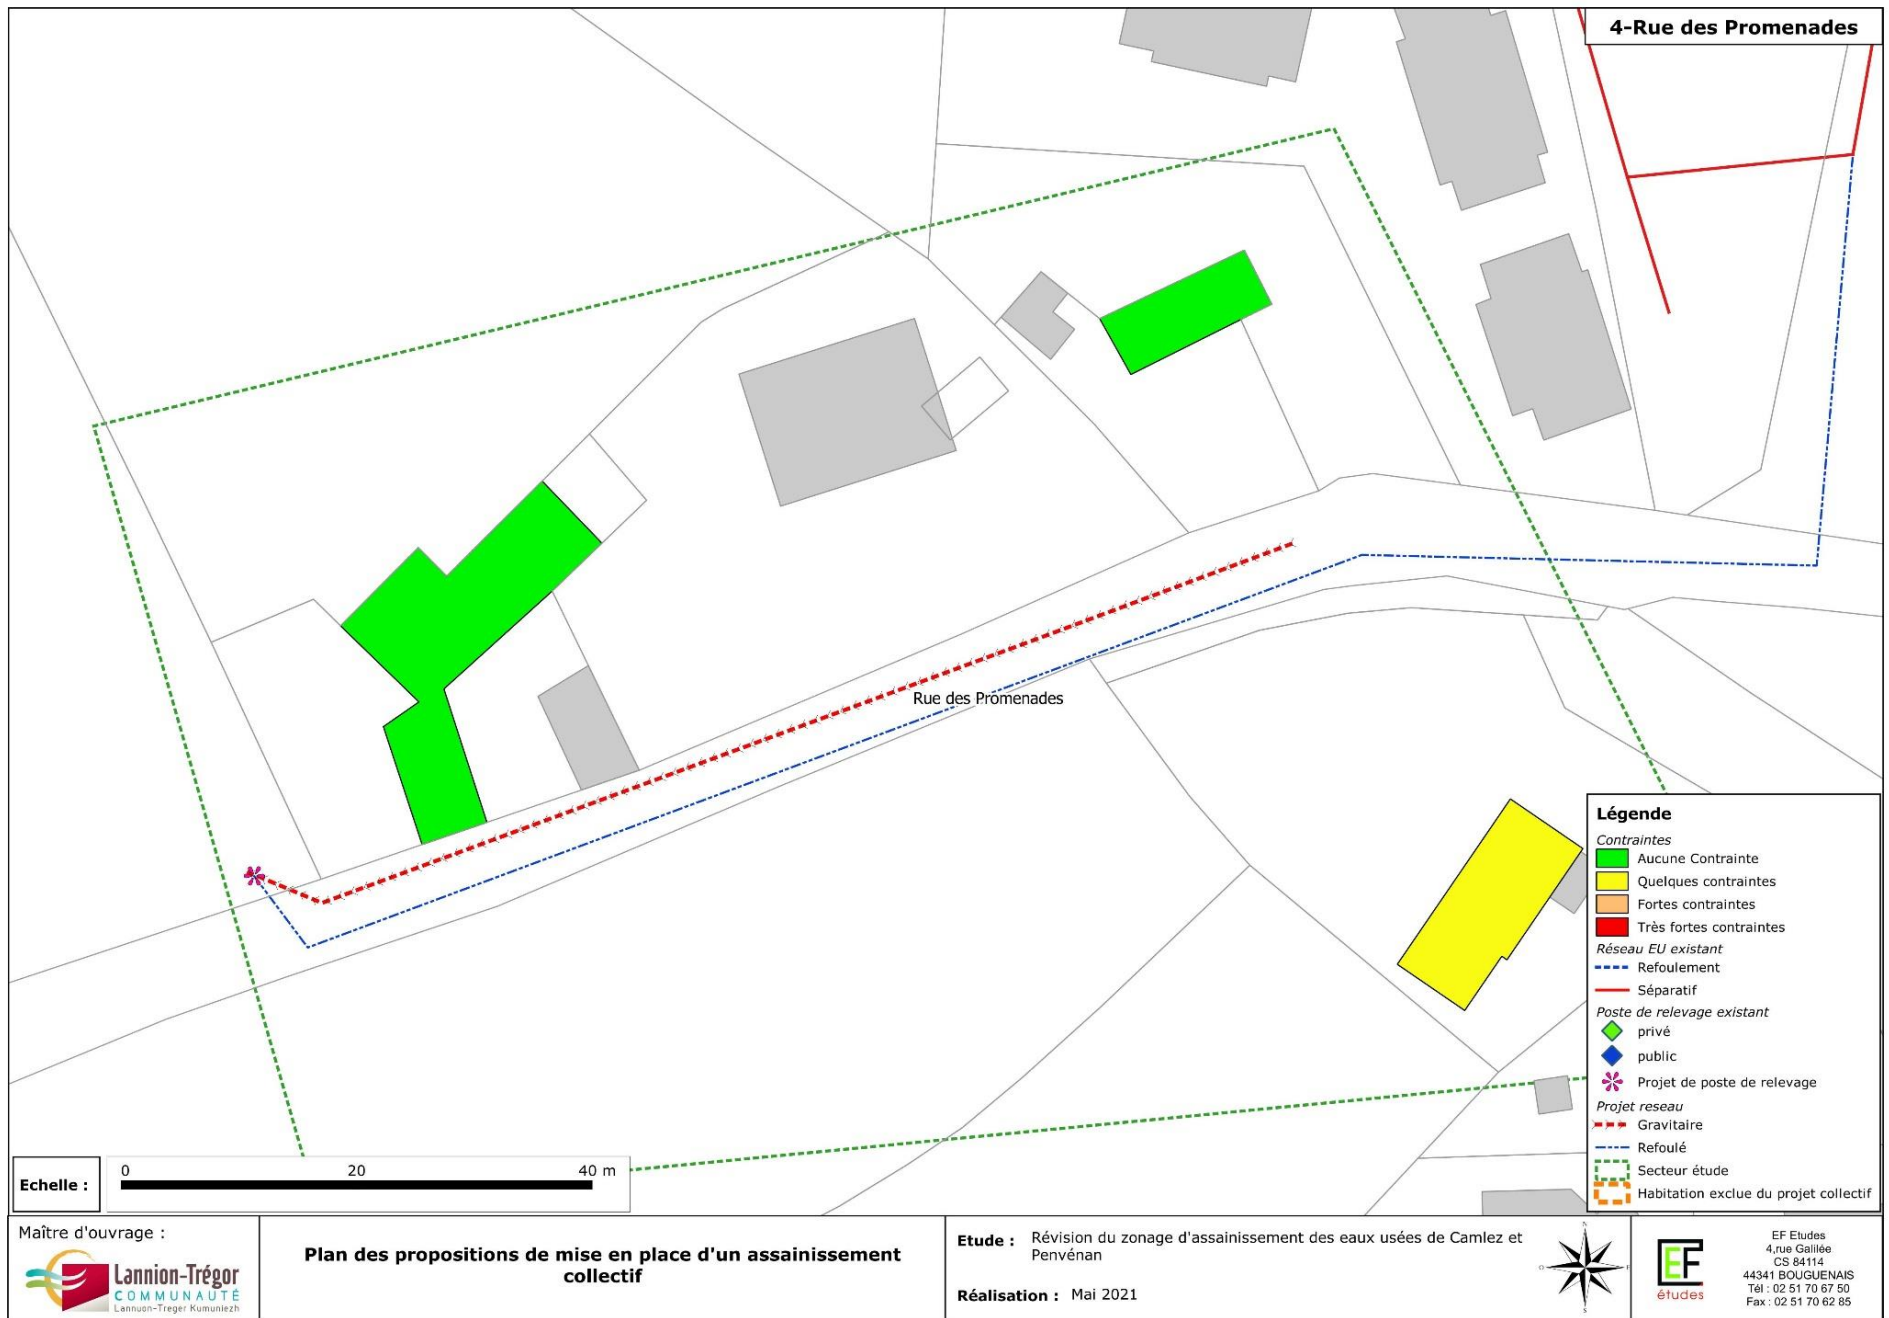 4-Rue des Promenades
Rue des Promenades
Légende
Contraintes
Aucune Contrainte
Quelques contraintes
Fortes contraintes
Très fortes contraintes
Réseau EU existant
Refoulement
Séparatif
Poste de relevage existant
privé
public
Projet de poste de relevage
Projet reseau
Gravitaire
Refoulé
Secteur étude
Habitation exclue du projet collectif
Echelle :
0 20 40 m
Maître d'ouvrage :
Lannion-Trégor
COMMUNAUTÉ
Lannuon-Treger Kumuniezh
Plan des propositions de mise en place d'un assainissement
collectif
Etude : Révision du zonage d'assainissement des eaux usées de Camlez et
Penvénan
Réalisation : Mai 2021
EF
études
EF Etudes
4,rue Galilée
CS 84114
44341 BOUGUENAIS
Tél : 02 51 70 67 50
Fax : 02 51 70 62 85